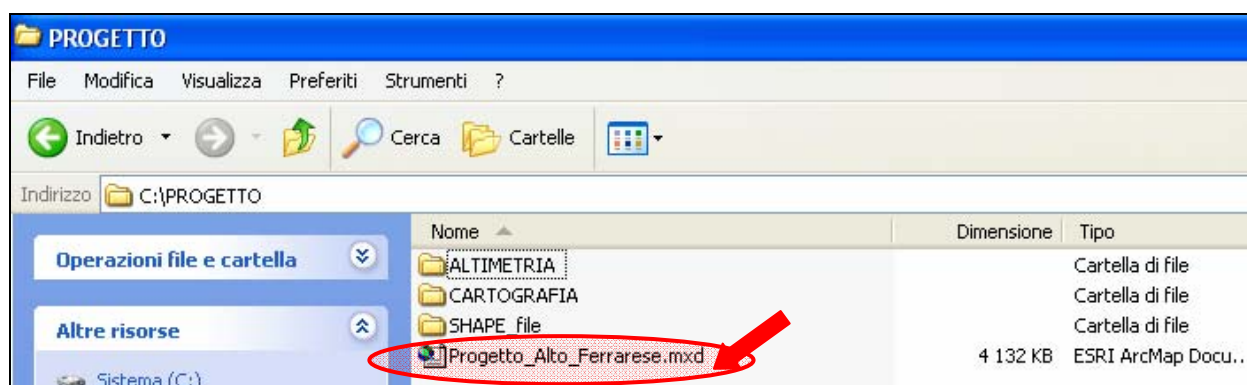 PROGETTO
File Modifica Visualizza Preferiti Strumenti ?
Indietro Cerca Cartelle
Indirizzo C:\PROGETTO
Nome Dimensione Tipo
Operazioni file e cartella
ALTIMETRIA Cartella di file
CARTOGRAFIA Cartella di file
Altre risorse
SHAPE_file Cartella di file
Progetto_Alto_Ferrarese.mxd 4 132 KB ESRI ArcMap Docu...
Sistema (C:)